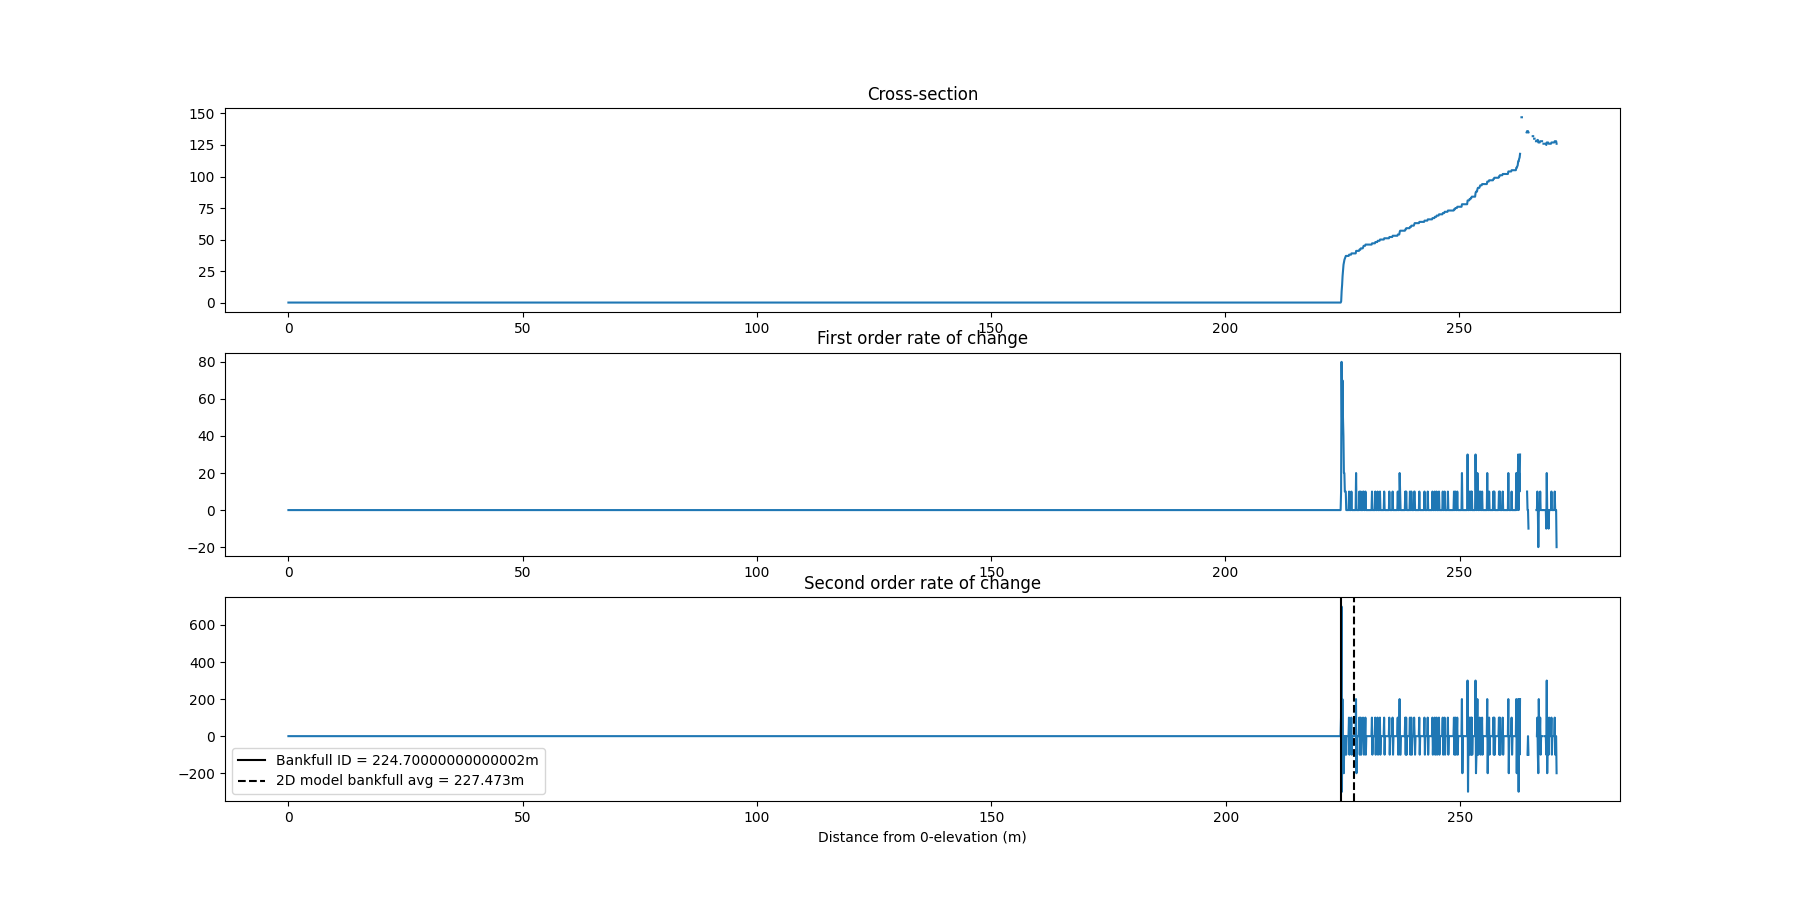 Cross-section
150
125
100
75
50
25
0
0 50 100 150 200 250
First order rate of change
80
60
40
20
0
−20
0 50 100 150 200 250
Second order rate of change
600
400
200
0
−200
Bankfull ID = 224.70000000000002m
2D model bankfull avg = 227.473m
0 50 100 150 200 250
Distance from 0-elevation (m)